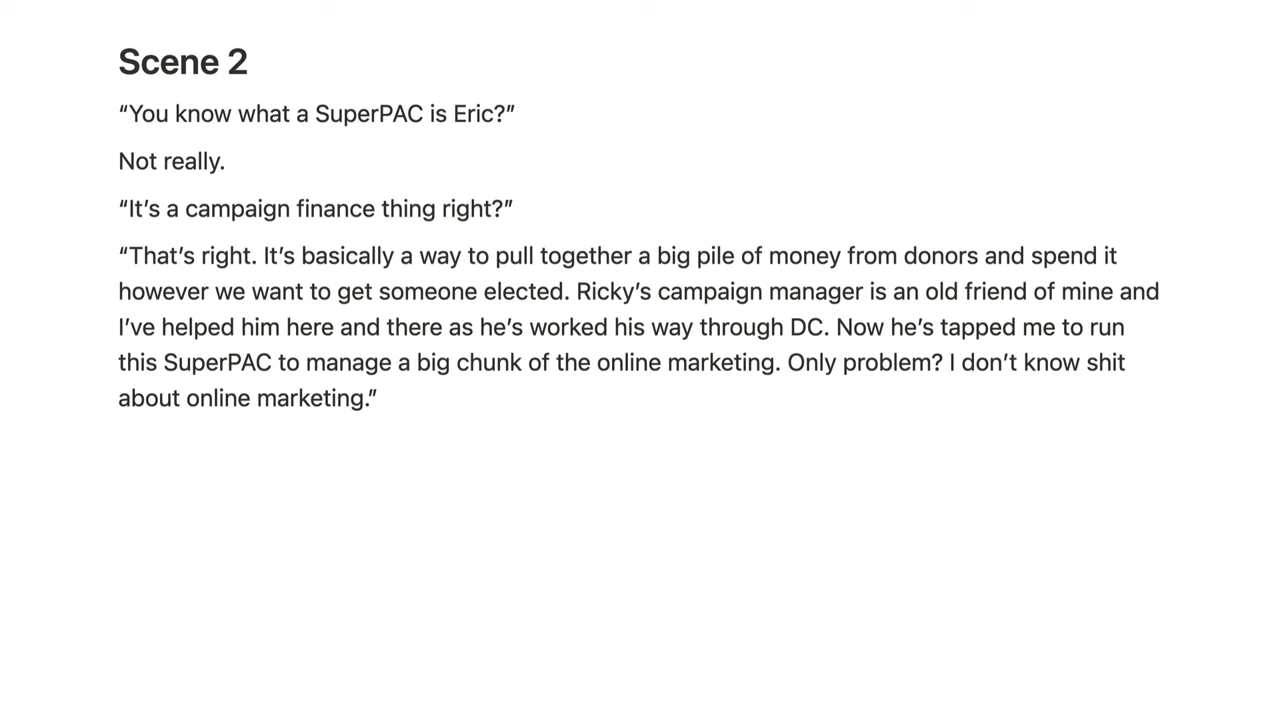 Scene 2
“You know what a SuperPAC is Eric?”
Not really.
“It’s a campaign finance thing right?”
“That’s right. It’s basically a way to pull together a big pile of money from donors and spend it
however we want to get someone elected. Ricky’s campaign manager is an old friend of mine and
I’ve helped him here and there as he’s worked his way through DC. Now he’s tapped me to run
this SuperPAC to manage a big chunk of the online marketing. Only problem? I don’t know shit
about online marketing.”